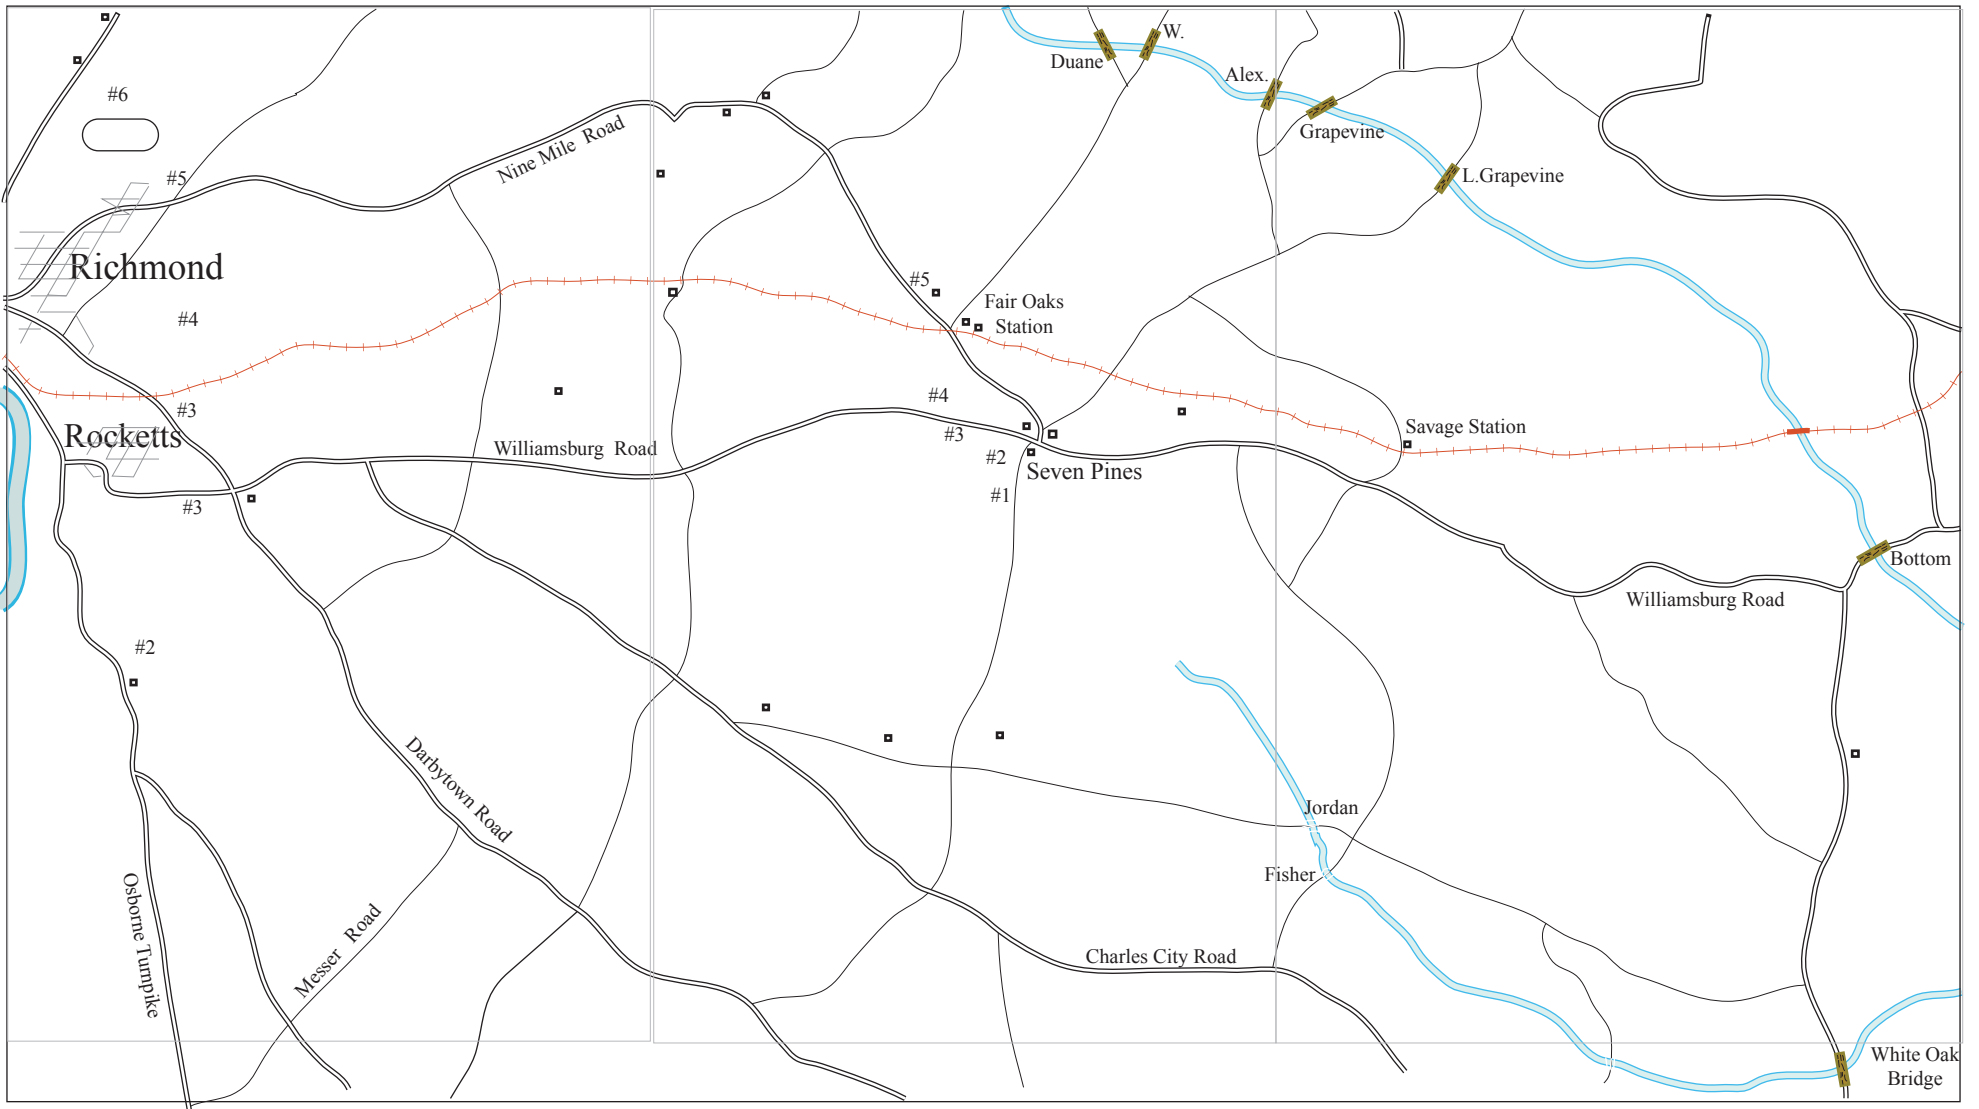 W.
Duane
Alex.
#6
Grapevine
Nine Mile Road
L.Grapevine
#5
Richmond
#5
Fair Oaks
Station
#4
#4
#3
Savage Station
Rocketts
#3
Williamsburg Road
#2
Seven Pines
#1
#3
Bottom
Williamsburg Road
#2
Darbytown Road
Jordan
Fisher
Osborne Turnpike
Messer Road
Charles City Road
White Oak
Bridge